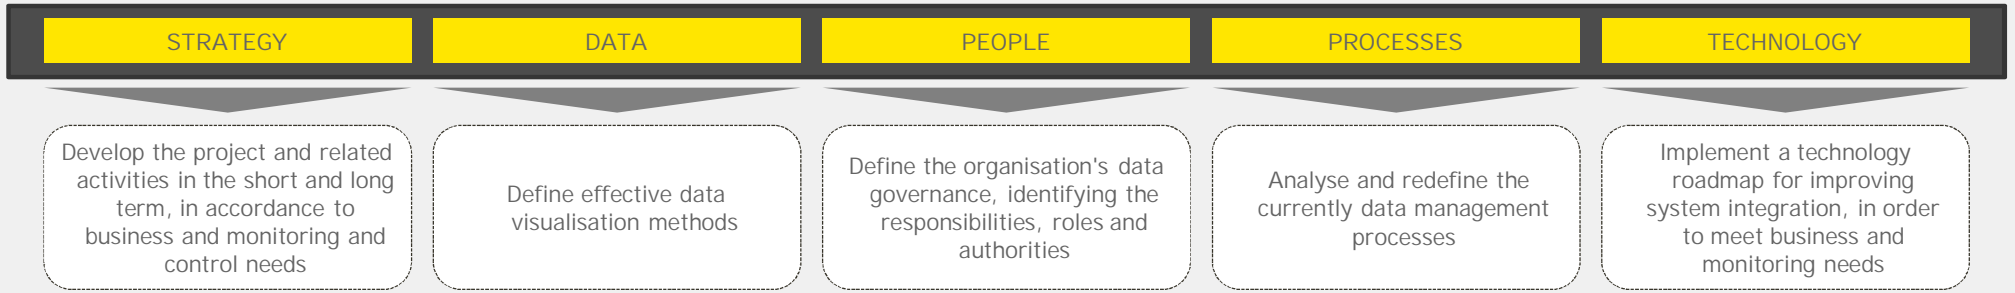 STRATEGY
DATA
PEOPLE
PROCESSES
TECHNOLOGY
Develop the project and related
activities in the short and long
term, in accordance to
business and monitoring and
control needs
Define effective data
visualisation methods
Define the organisation's data
governance, identifying the
responsibilities, roles and
authorities
Analyse and redefine the
currently data management
processes
Implement a technology
roadmap for improving
system integration, in order
to meet business and
monitoring needs